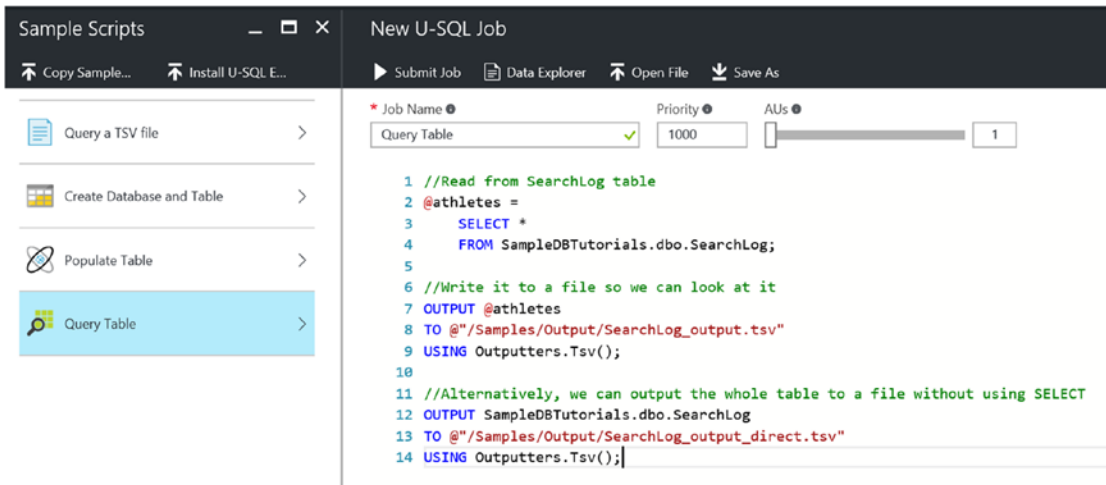 Sample Scripts
Copy Sample...
Install U-SQL E...
Query a TSV file
Create Database and Table
Populate Table
Query Table
New U-SQL Job
Submit Job
Data Explorer
Open File
Save As
* Job Name
Priority
AUs
Query Table
1000
1
1 //Read from SearchLog table
2 @athletes =
3 SELECT *
4 FROM SampleDBTutorials.dbo.SearchLog;
5
6 //Write it to a file so we can look at it
7 OUTPUT @athletes
8 TO @"/Samples/Output/SearchLog_output.tsv"
9 USING Outputters.Tsv();
10
11 //Alternatively, we can output the whole table to a file without using SELECT
12 OUTPUT SampleDBTutorials.dbo.SearchLog
13 TO @"/Samples/Output/SearchLog_output_direct.tsv"
14 USING Outputters.Tsv();